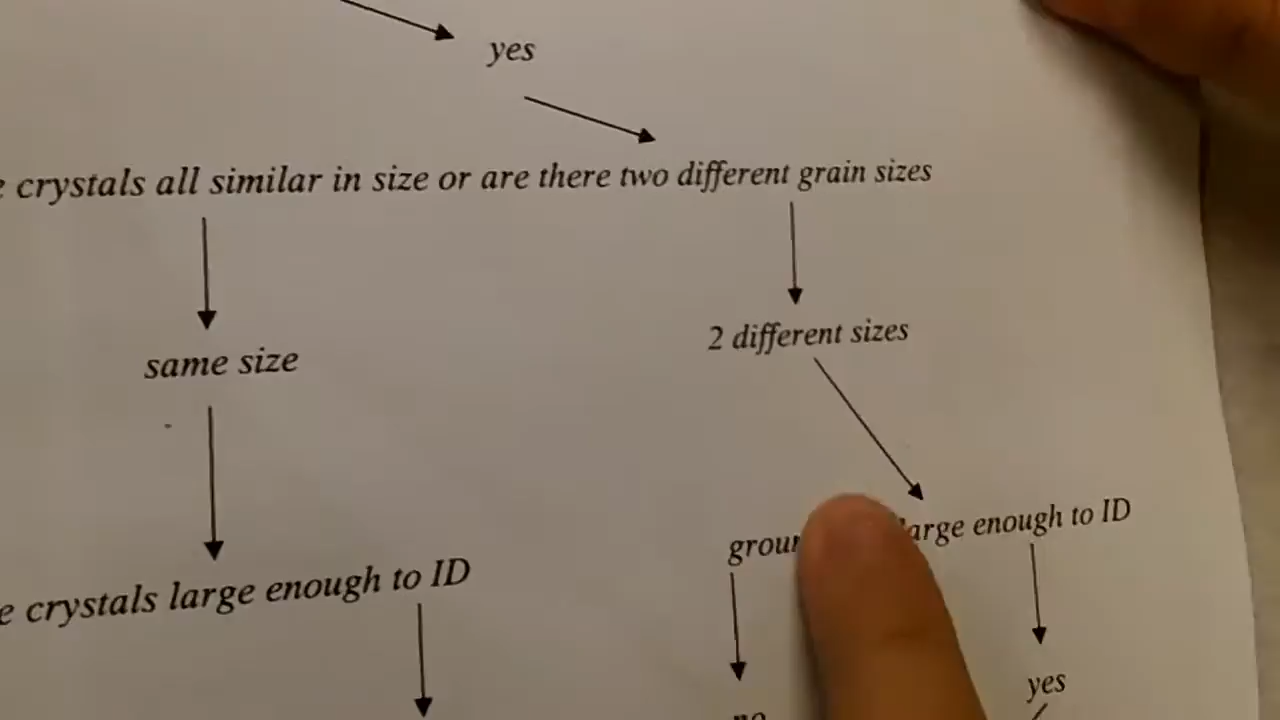 yes
crystals all similar in size or are there two different grain sizes
2 different sizes
same size
large enough to ID
crystals large enough to ID
yes